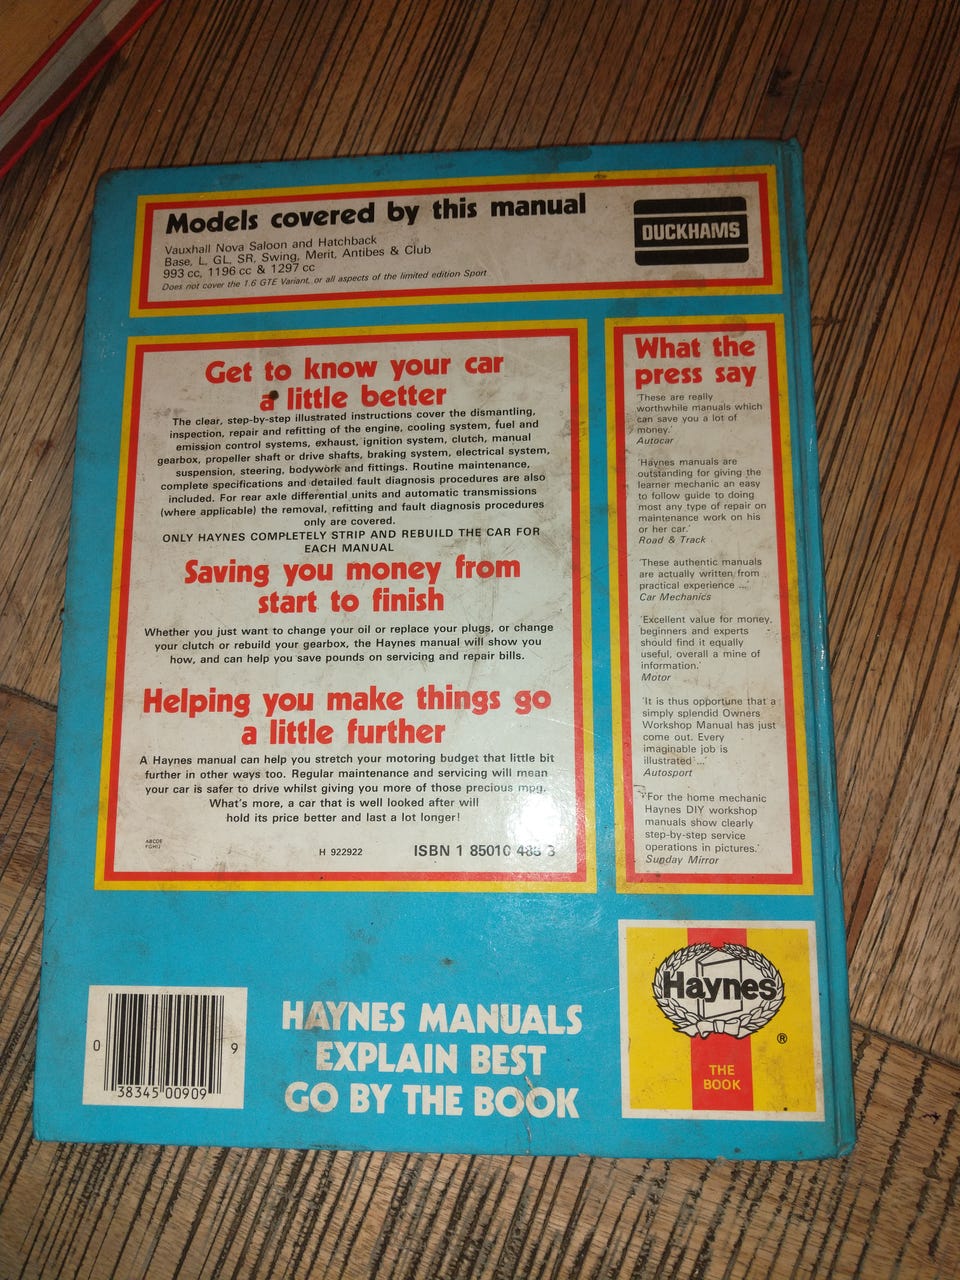 Models covered by this manual
Vauxhall Nova Saloon and Hatchback
Base, L, GL, SR, Swing, Merit, Antibes & Club
993 cc, 1196 cc & 1297 cc
Does not cover the 1.6 GTE Variant, or all aspects of the limited edition Sport
DUCKHAMS
Get to know your car
a little better
The clear, step-by-step illustrated instructions cover the dismantling,
inspection, repair and refitting of the engine, cooling system, fuel and
emission control systems, exhaust, ignition system, clutch, manual
gearbox, propeller shaft or drive shafts, braking system, electrical system,
suspension, steering, bodywork and fittings. Routine maintenance,
complete specifications and detailed fault diagnosis procedures are also
included. For rear axle differential units and automatic transmissions
(where applicable) the removal, refitting and fault diagnosis procedures
only are covered.
ONLY HAYNES COMPLETELY STRIP AND REBUILD THE CAR FOR
EACH MANUAL
Saving you money from
start to finish
Whether you just want to change your oil or replace your plugs, or change
your clutch or rebuild your gearbox, the Haynes manual will show you
how, and can help you save pounds on servicing and repair bills.
Helping you make things go
a little further
A Haynes manual can help you stretch your motoring budget that little bit
further in other ways too. Regular maintenance and servicing will mean
your car is safer to drive whilst giving you more of those precious mpg.
What's more, a car that is well looked after will
hold its price better and last a lot longer!
ABCDE
FGHIJ
H 922922
ISBN 1 85010
What the
press say
'These are really
worthwhile manuals which
can save you a lot of
money.'
Autocar
'Haynes manuals are
outstanding for giving the
learner mechanic an easy
to follow guide to doing
most any type of repair on
maintenance work on his
or her car.'
Road & Track
'These authentic manuals
are actually written from
practical experience ...'
Car Mechanics
'Excellent value for money,
beginners and experts
should find it equally
useful, overall a mine of
information.'
Motor
'It is thus opportune that a
simply splendid Owners
Workshop Manual has just
come out. Every
imaginable job is
illustrated ...'
Autosport
'For the home mechanic
Haynes DIY workshop
manuals show clearly
step-by-step service
operations in pictures.'
Sunday Mirror
0 38345 00909 9
HAYNES MANUALS
EXPLAIN BEST
GO BY THE BOOK
Haynes
®
THE
BOOK